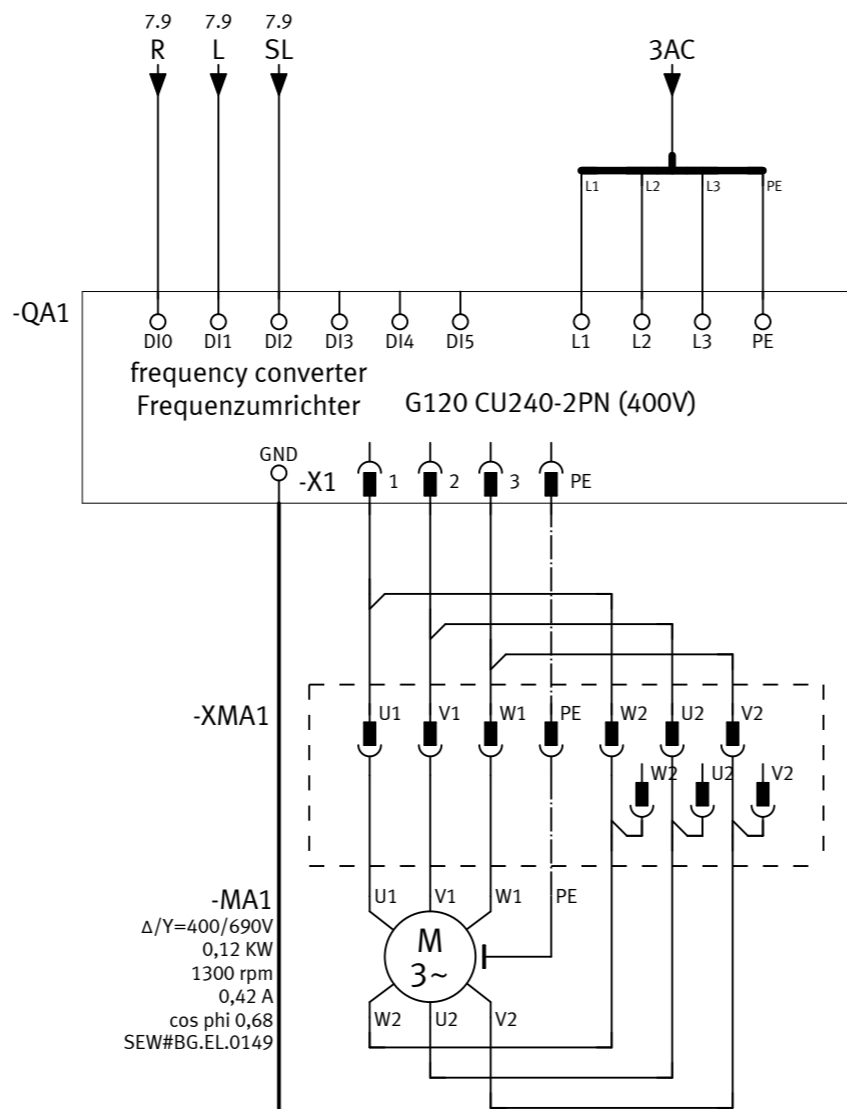 7.9 7.9 7.9
R L SL 3AC
L1 L2 L3 PE
-QA1
DI0 DI1 DI2 DI3 DI4 DI5 L1 L2 L3 PE
frequency converter
Frequenzumrichter G120 CU240-2PN (400V)
GND
-X1 1 2 3 PE
-XMA1 U1 V1 W1 PE W2 U2 V2
W2 U2 V2
-MA1 U1 V1 W1 PE
Δ/Y=400/690V
0,12 KW
1300 rpm
0,42 A
cos phi 0,68
SEW#BG.EL.0149
M
3~
W2 U2 V2